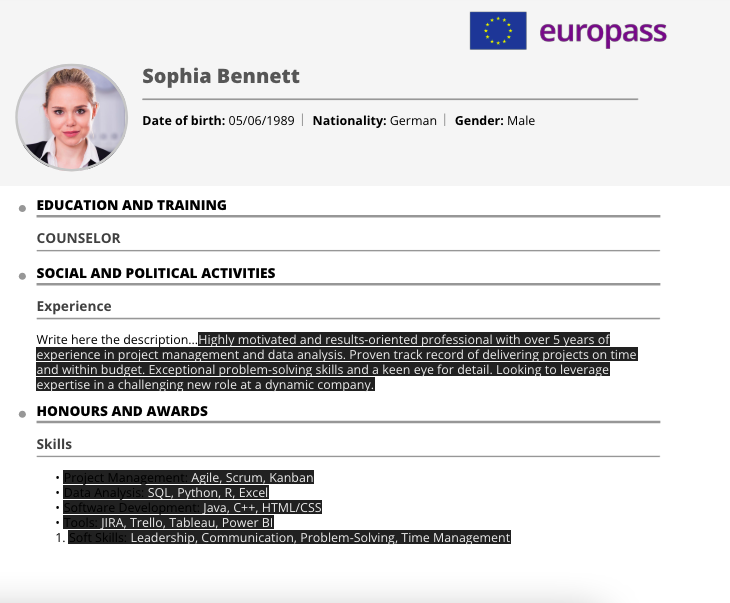 europass
Sophia Bennett
Date of birth: 05/06/1989 | Nationality: German | Gender: Male
EDUCATION AND TRAINING
COUNSELOR
SOCIAL AND POLITICAL ACTIVITIES
Experience
Write here the description...Highly motivated and results-oriented professional with over 5 years of
experience in project management and data analysis. Proven track record of delivering projects on time
and within budget. Exceptional problem-solving skills and a keen eye for detail. Looking to leverage
expertise in a challenging new role at a dynamic company.
HONOURS AND AWARDS
Skills
• Project Management: Agile, Scrum, Kanban
• Data Analysis: SQL, Python, R, Excel
• Software Development: Java, C++, HTML/CSS
• Tools: JIRA, Trello, Tableau, Power BI
1. Soft Skills: Leadership, Communication, Problem-Solving, Time Management